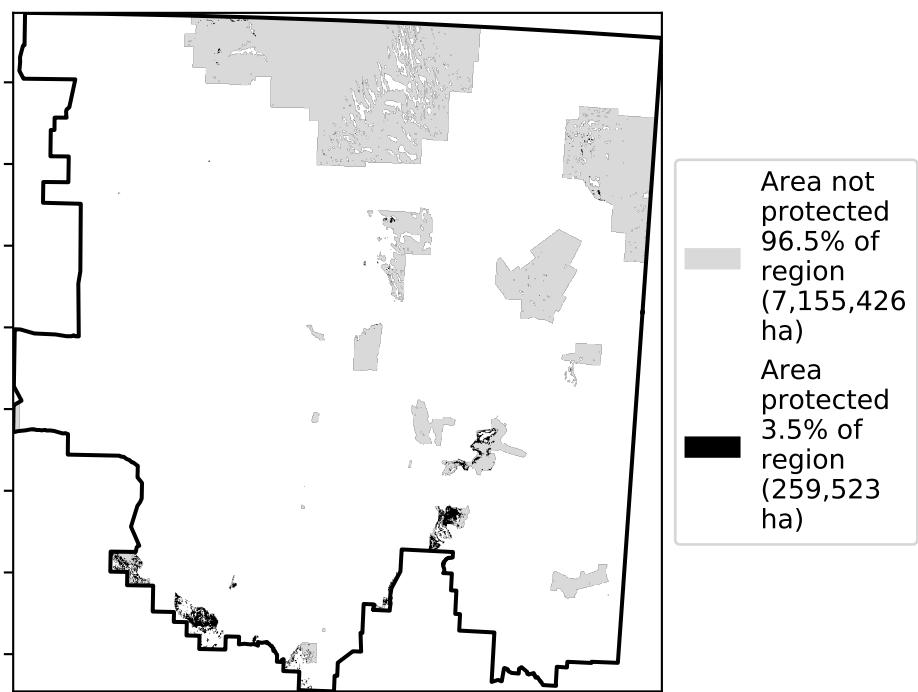 Area not
protected
96.5% of
region
(7,155,426
ha)
Area
protected
3.5% of
region
(259,523
ha)